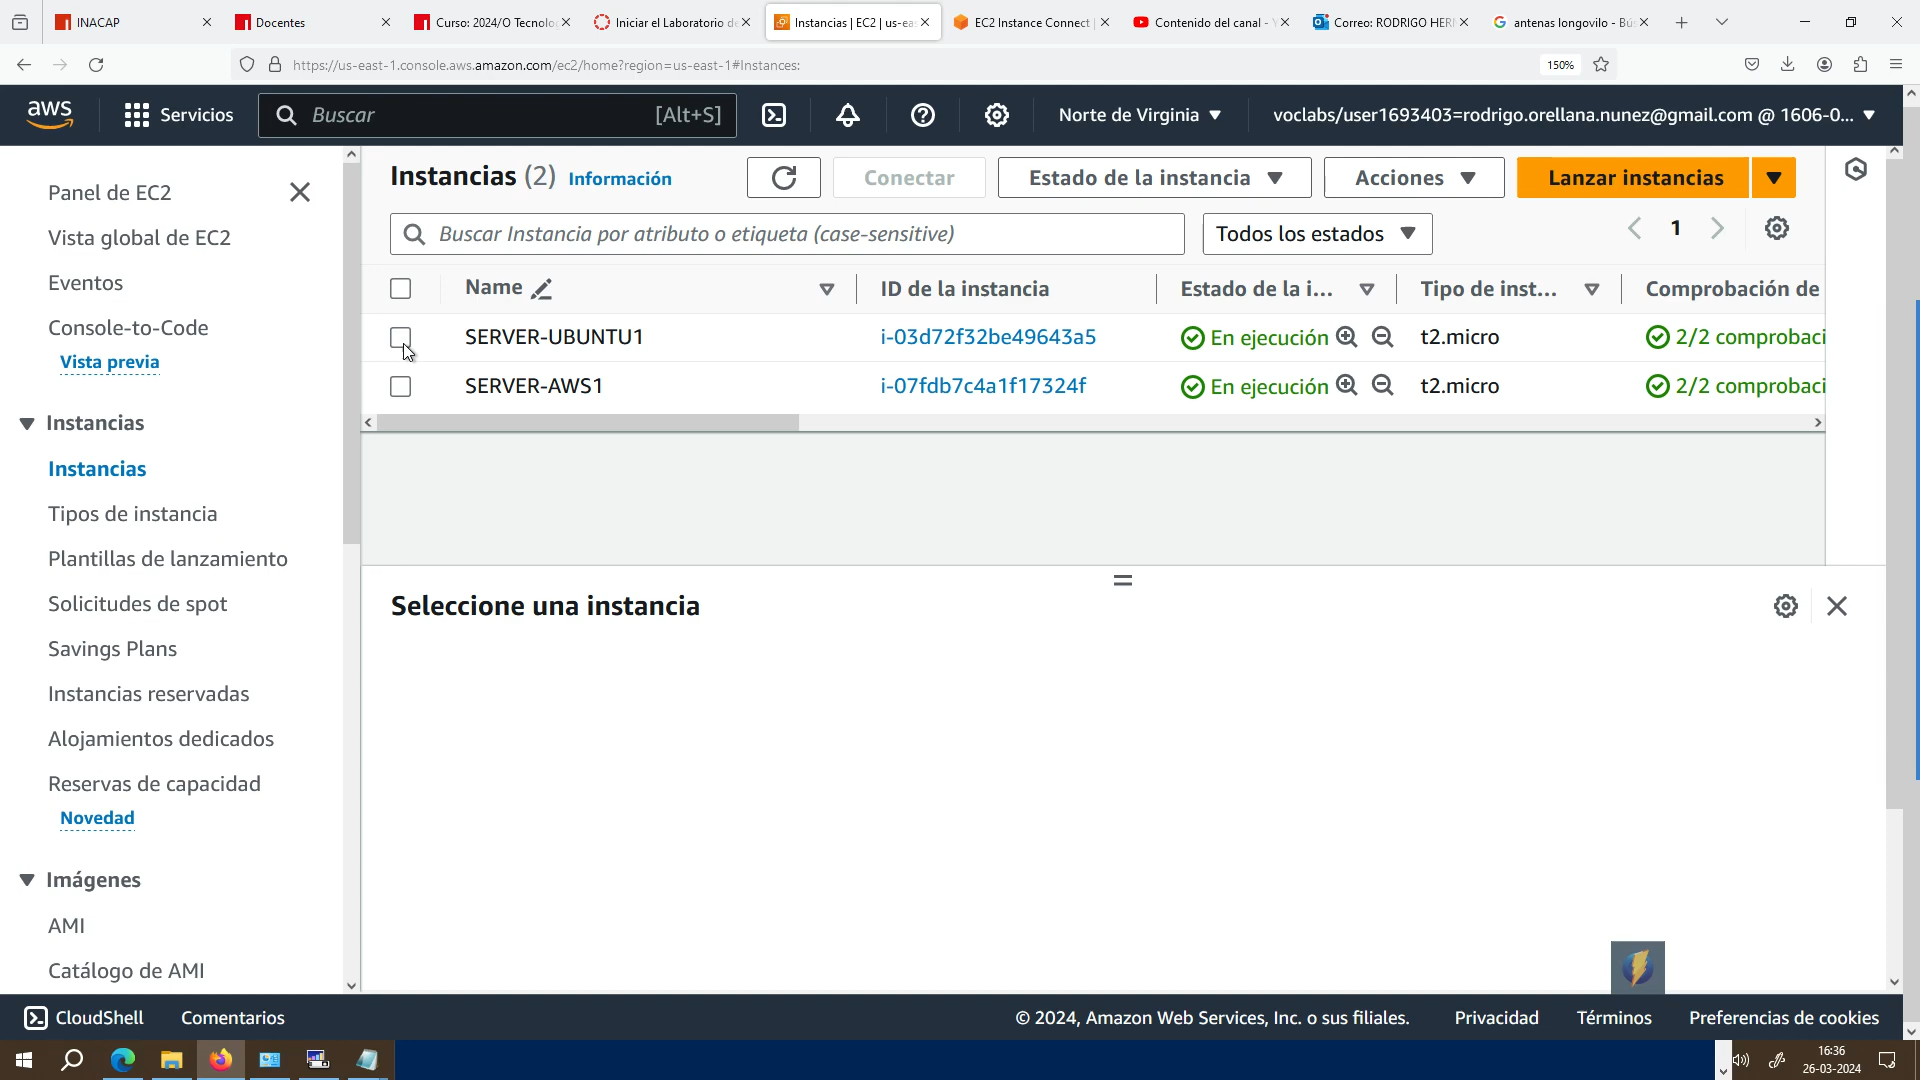 INACAP
Docentes
Curso: 2024/O Tecnolo
Iniciar el Laboratorio de
Instancias | EC2 | us-ea
EC2 Instance Connect
Contenido del canal -
Correo: RODRIGO HER
antenas longovilo - Bú
https://us-east-1.console.aws.amazon.com/ec2/home?region=us-east-1#Instances:
150%
aws
Servicios
Buscar
[Alt+S]
Norte de Virginia
voclabs/user1693403=rodrigo.orellana.nunez@gmail.com @ 1606-0...
Panel de EC2
Vista global de EC2
Eventos
Console-to-Code
Vista previa
Instancias
Instancias
Tipos de instancia
Plantillas de lanzamiento
Solicitudes de spot
Savings Plans
Instancias reservadas
Alojamientos dedicados
Reservas de capacidad
Novedad
Imágenes
AMI
Catálogo de AMI
Instancias (2) Información
Conectar
Estado de la instancia
Acciones
Lanzar instancias
Buscar Instancia por atributo o etiqueta (case-sensitive)
Todos los estados
1
Name
ID de la instancia
Estado de la i...
Tipo de inst...
Comprobación de
SERVER-UBUNTU1
i-03d72f32be49643a5
En ejecución
t2.micro
2/2 comprobaci
SERVER-AWS1
i-07fdb7c4a1f17324f
En ejecución
t2.micro
2/2 comprobaci
Seleccione una instancia
CloudShell
Comentarios
© 2024, Amazon Web Services, Inc. o sus filiales.
Privacidad
Términos
Preferencias de cookies
16:36
26-03-2024